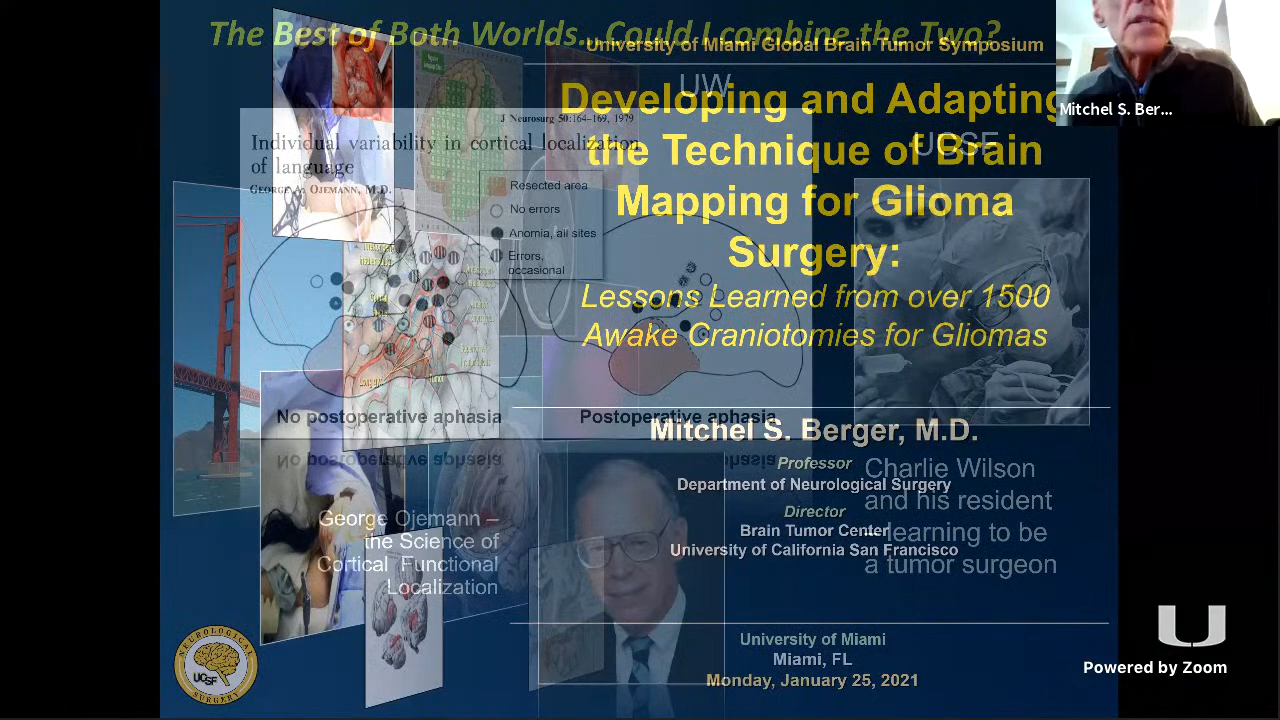 The Best of Both Worlds...Could I combine the Two?
University of Miami Global Brain Tumor Symposium
UW
Developing and Adapting
the Technique of Brain
Mapping for Glioma
Surgery:
Lessons Learned from over 1500
Awake Craniotomies for Gliomas
Mitchel S. Ber...
UCSF
J Neurosurg 50:164–169, 1979
Individual variability in cortical localization
of language
GEORGE A. OJEMANN, M.D.
Resected area
No errors
Anomia, all sites
Errors,
occasional
Tumor
No postoperative aphasia
Postoperative aphasia
Mitchel S. Berger, M.D.
Professor
Department of Neurological Surgery
Director
Brain Tumor Center
University of California San Francisco
Charlie Wilson
and his resident
– learning to be
a tumor surgeon
George Ojemann –
the Science of
Cortical Functional
Localization
University of Miami
Miami, FL
Monday, January 25, 2021
NEUROLOGICAL
UCSF
SURGERY
U
Powered by Zoom